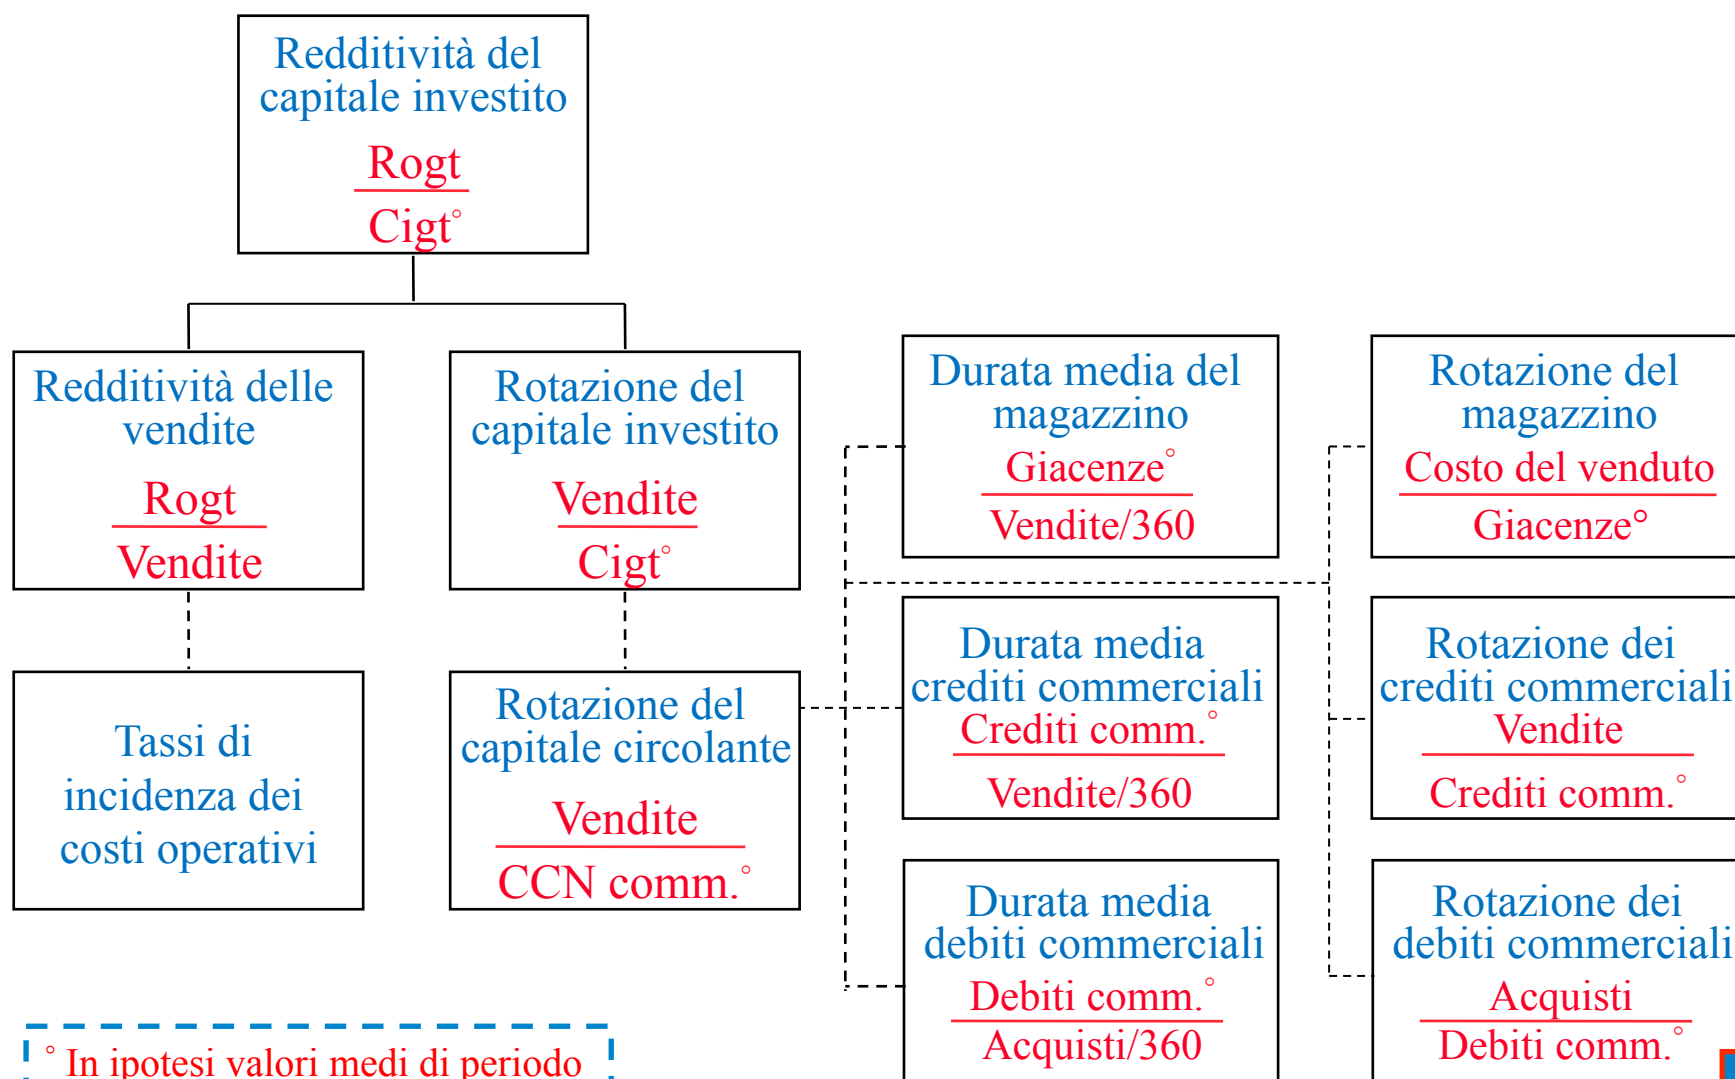 Redditività del
capitale investito
Rogt
Cigt°
Redditività delle
vendite
Rogt
Vendite
Rotazione del
capitale investito
Vendite
Cigt°
Durata media del
magazzino
Giacenze°
Vendite/360
Rotazione del
magazzino
Costo del venduto
Giacenze°
Tassi di
incidenza dei
costi operativi
Rotazione del
capitale circolante
Vendite
CCN comm.°
Durata media
crediti commerciali
Crediti comm.°
Vendite/360
Rotazione dei
crediti commerciali
Vendite
Crediti comm.°
Durata media
debiti commerciali
Debiti comm.°
Acquisti/360
Rotazione dei
debiti commerciali
Acquisti
Debiti comm.°
° In ipotesi valori medi di periodo